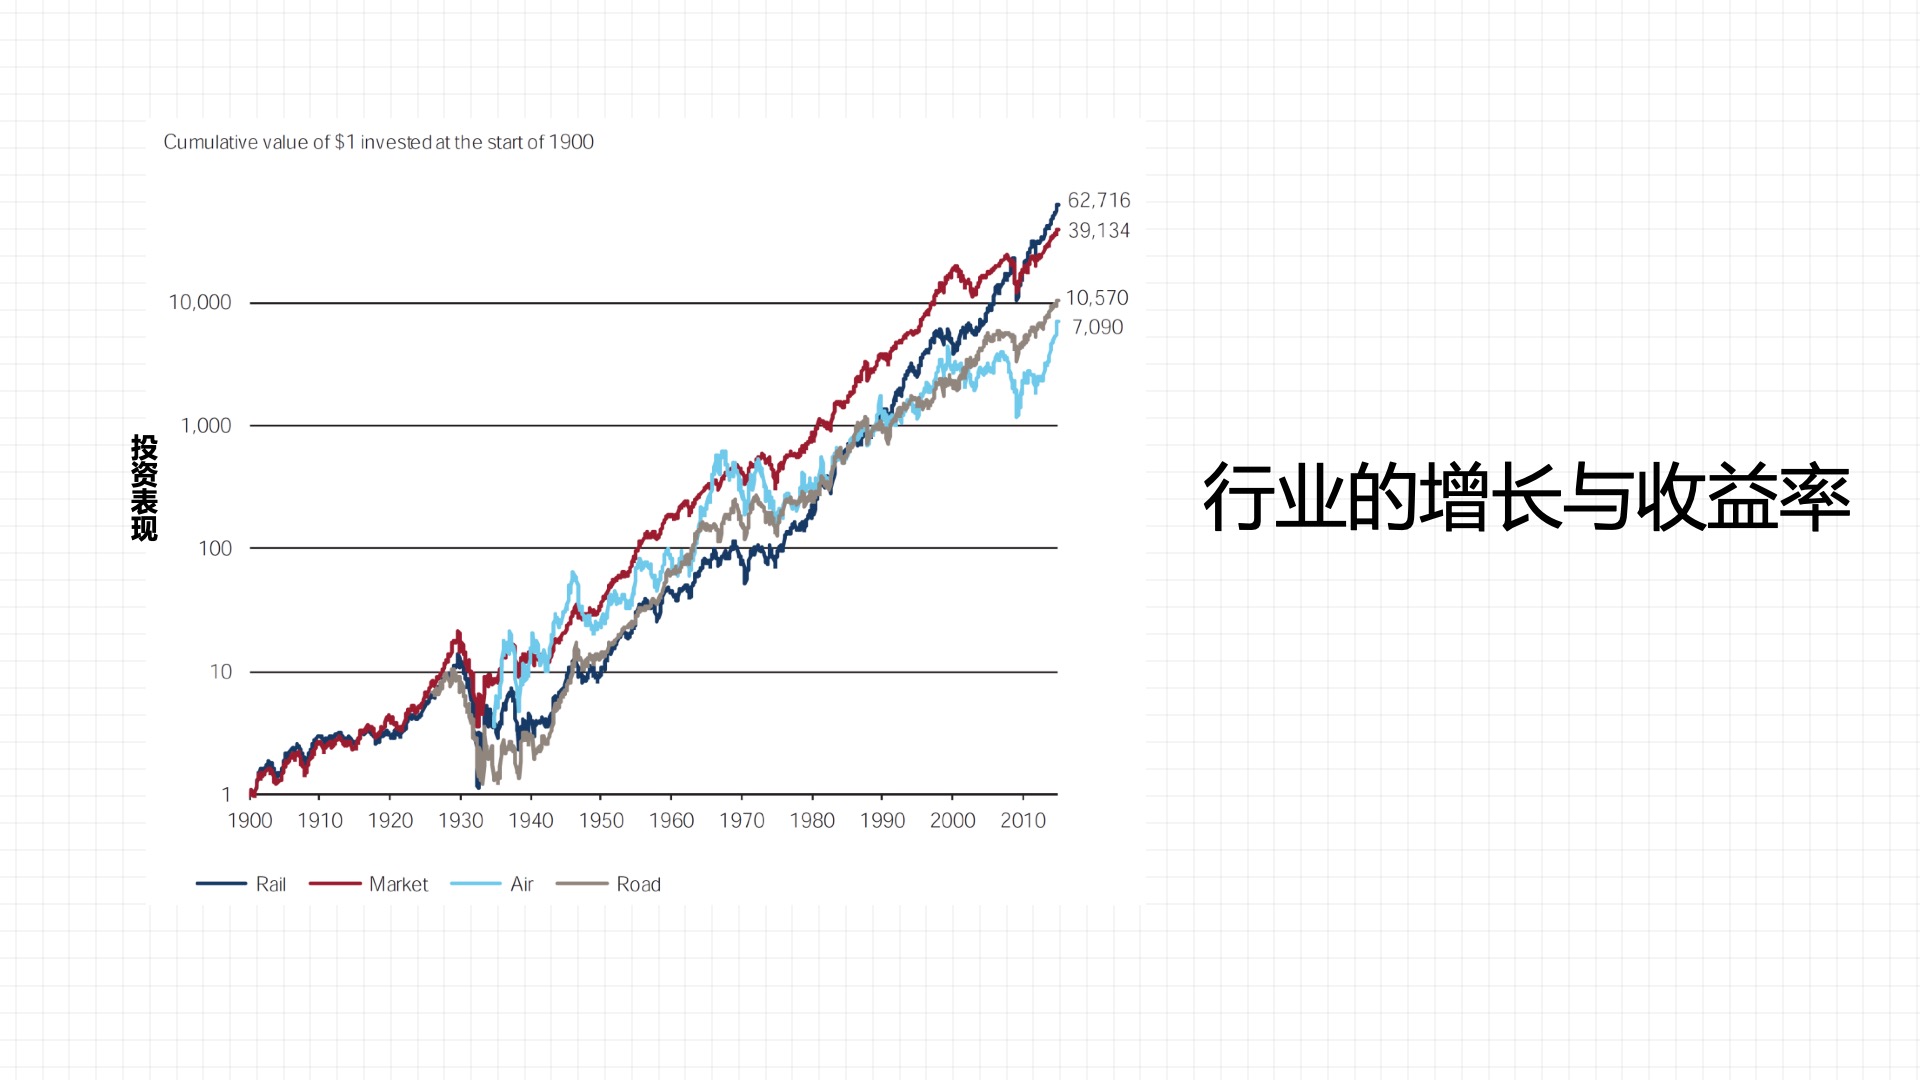 Cumulative value of $1 invested at the start of 1900
62,716
39,134
10,000
10,570
7,090
1,000
投资表现
行业的增长与收益率
100
10
1
1900 1910 1920 1930 1940 1950 1960 1970 1980 1990 2000 2010
Rail Market Air Road